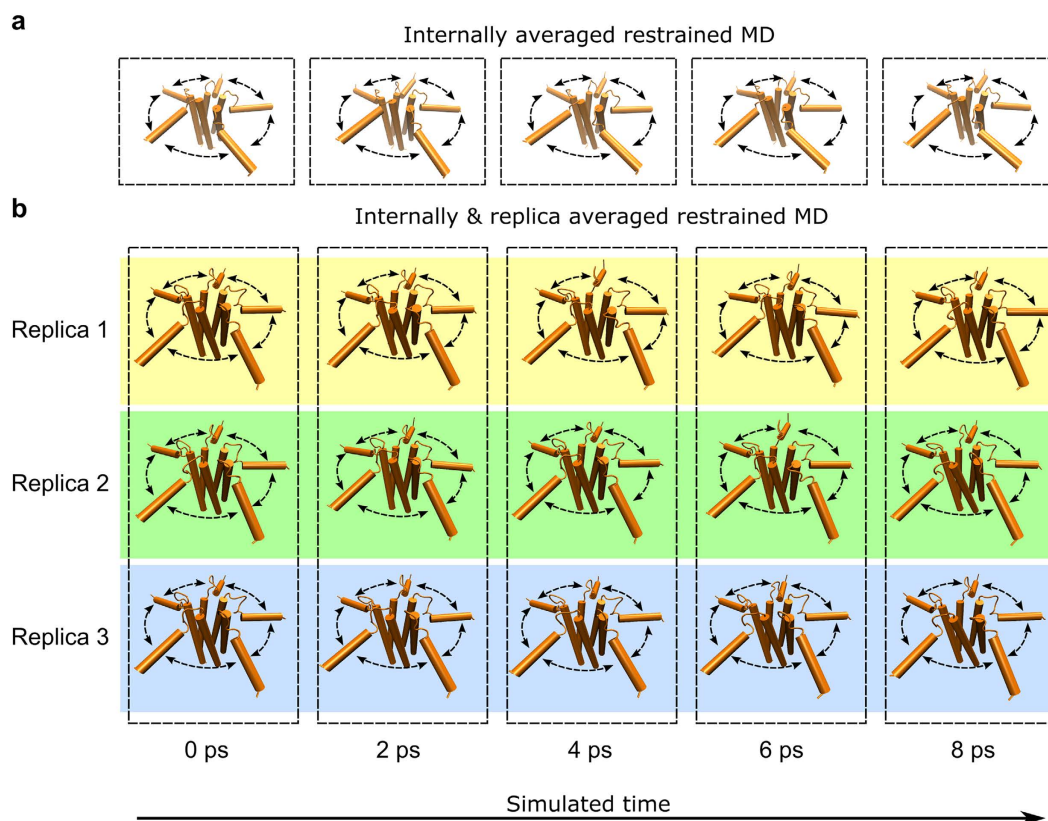 a
Internally averaged restrained MD
b
Internally & replica averaged restrained MD
Replica 1
Replica 2
Replica 3
0 ps 2 ps 4 ps 6 ps 8 ps
Simulated time